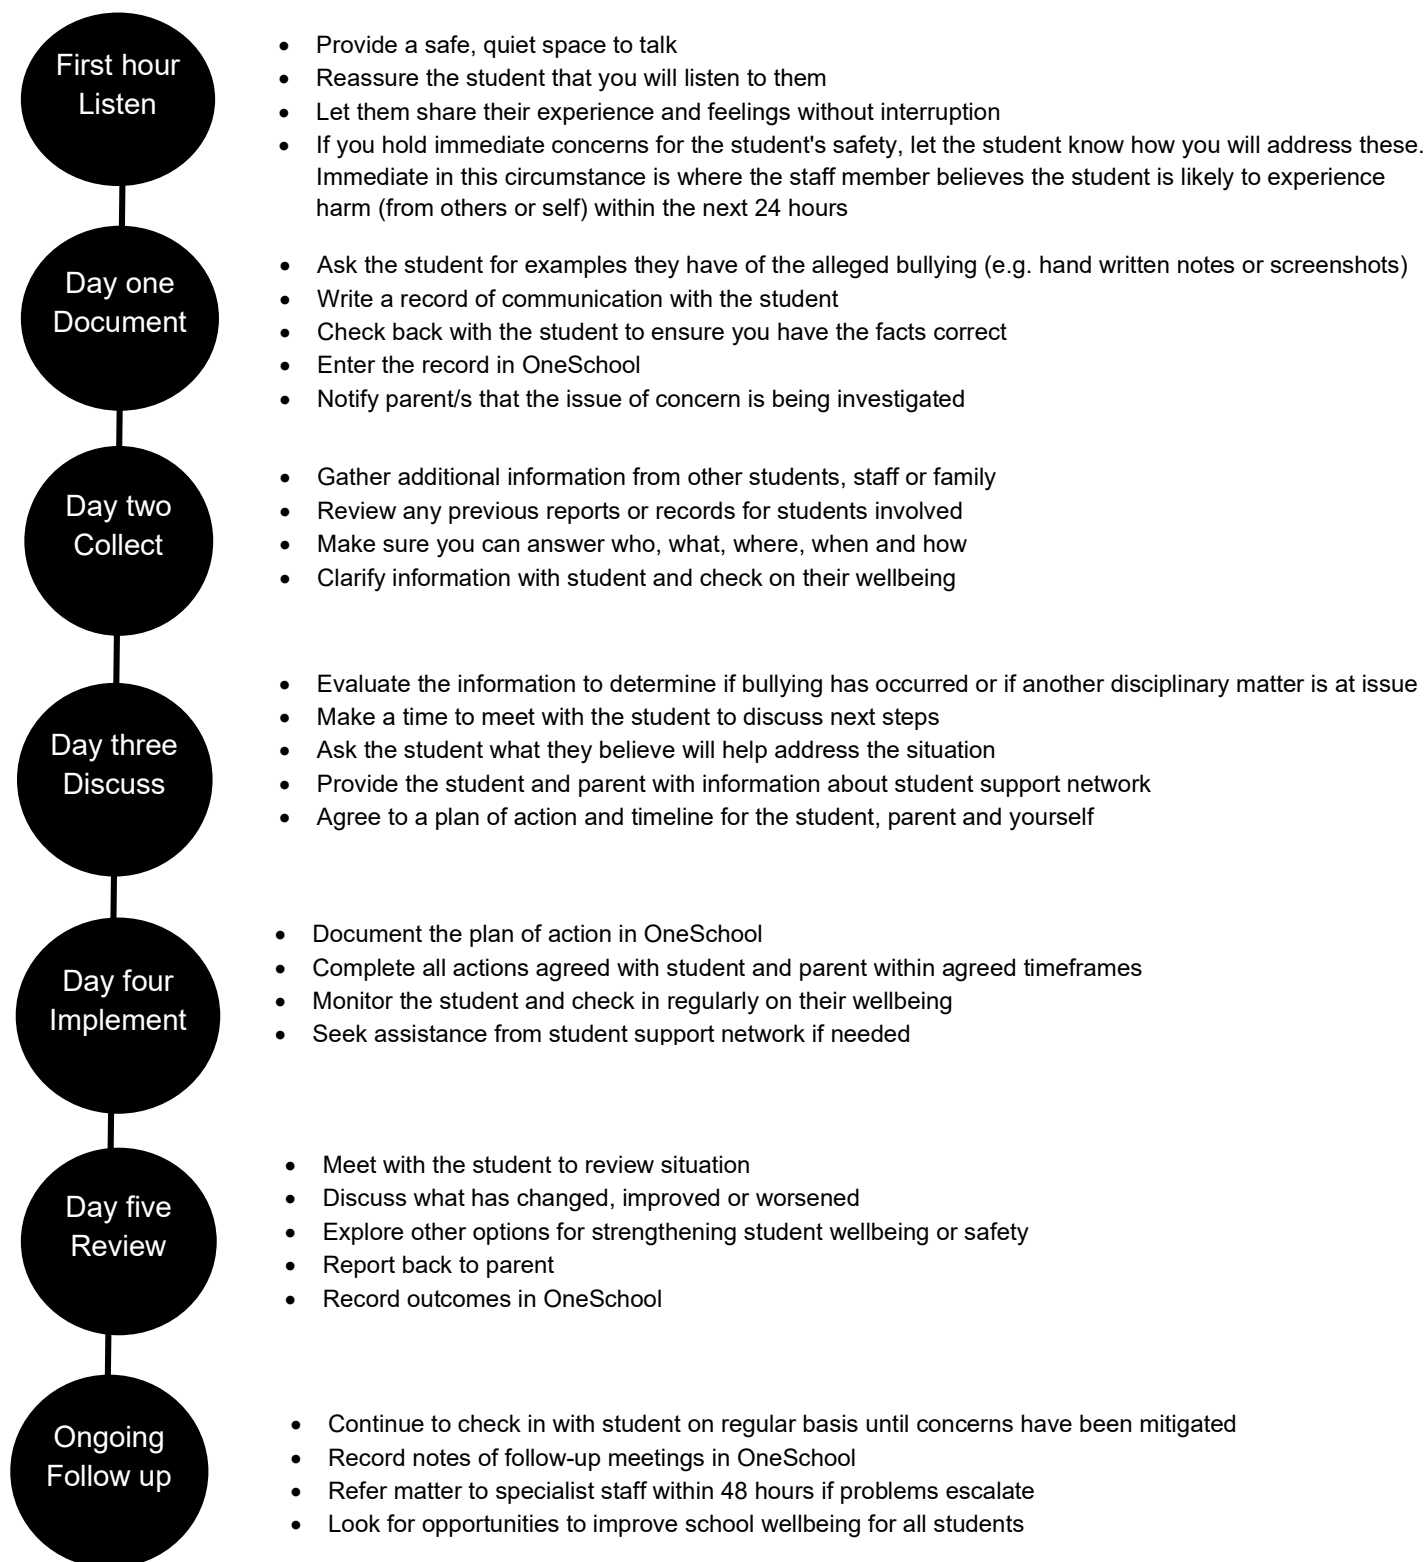 First hour
Listen
• Provide a safe, quiet space to talk
• Reassure the student that you will listen to them
• Let them share their experience and feelings without interruption
• If you hold immediate concerns for the student's safety, let the student know how you will address these.
Immediate in this circumstance is where the staff member believes the student is likely to experience
harm (from others or self) within the next 24 hours
Day one
Document
• Ask the student for examples they have of the alleged bullying (e.g. hand written notes or screenshots)
• Write a record of communication with the student
• Check back with the student to ensure you have the facts correct
• Enter the record in OneSchool
• Notify parent/s that the issue of concern is being investigated
Day two
Collect
• Gather additional information from other students, staff or family
• Review any previous reports or records for students involved
• Make sure you can answer who, what, where, when and how
• Clarify information with student and check on their wellbeing
Day three
Discuss
• Evaluate the information to determine if bullying has occurred or if another disciplinary matter is at issue
• Make a time to meet with the student to discuss next steps
• Ask the student what they believe will help address the situation
• Provide the student and parent with information about student support network
• Agree to a plan of action and timeline for the student, parent and yourself
Day four
Implement
• Document the plan of action in OneSchool
• Complete all actions agreed with student and parent within agreed timeframes
• Monitor the student and check in regularly on their wellbeing
• Seek assistance from student support network if needed
Day five
Review
• Meet with the student to review situation
• Discuss what has changed, improved or worsened
• Explore other options for strengthening student wellbeing or safety
• Report back to parent
• Record outcomes in OneSchool
Ongoing
Follow up
• Continue to check in with student on regular basis until concerns have been mitigated
• Record notes of follow-up meetings in OneSchool
• Refer matter to specialist staff within 48 hours if problems escalate
• Look for opportunities to improve school wellbeing for all students